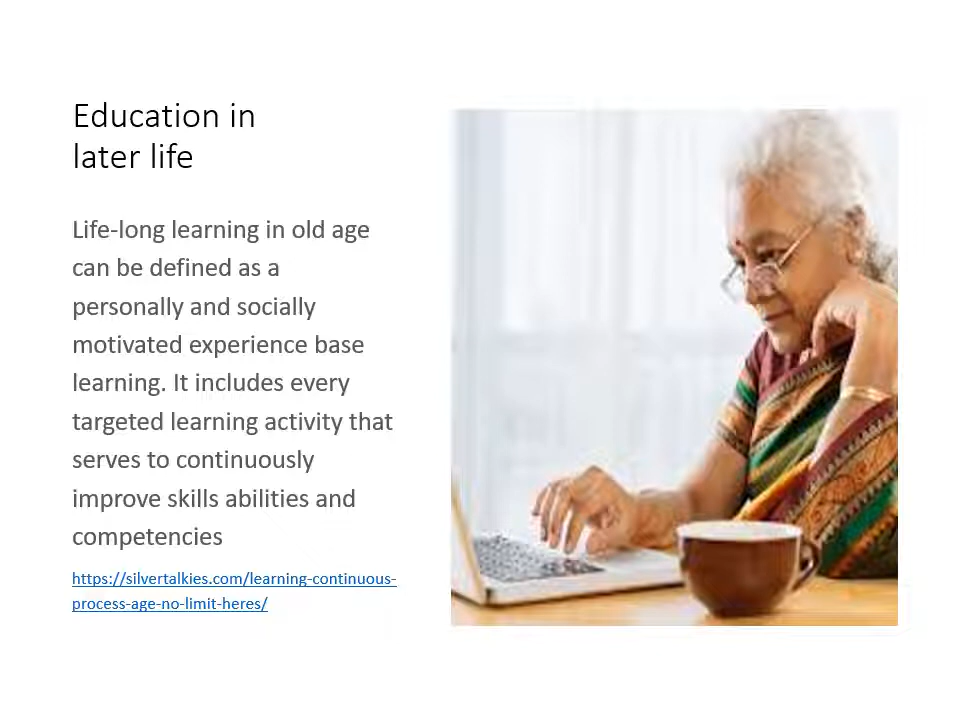 Education in
later life
Life-long learning in old age
can be defined as a
personally and socially
motivated experience base
learning. It includes every
targeted learning activity that
serves to continuously
improve skills abilities and
competencies
https://silvertalkies.com/learning-continuous-
process-age-no-limit-heres/